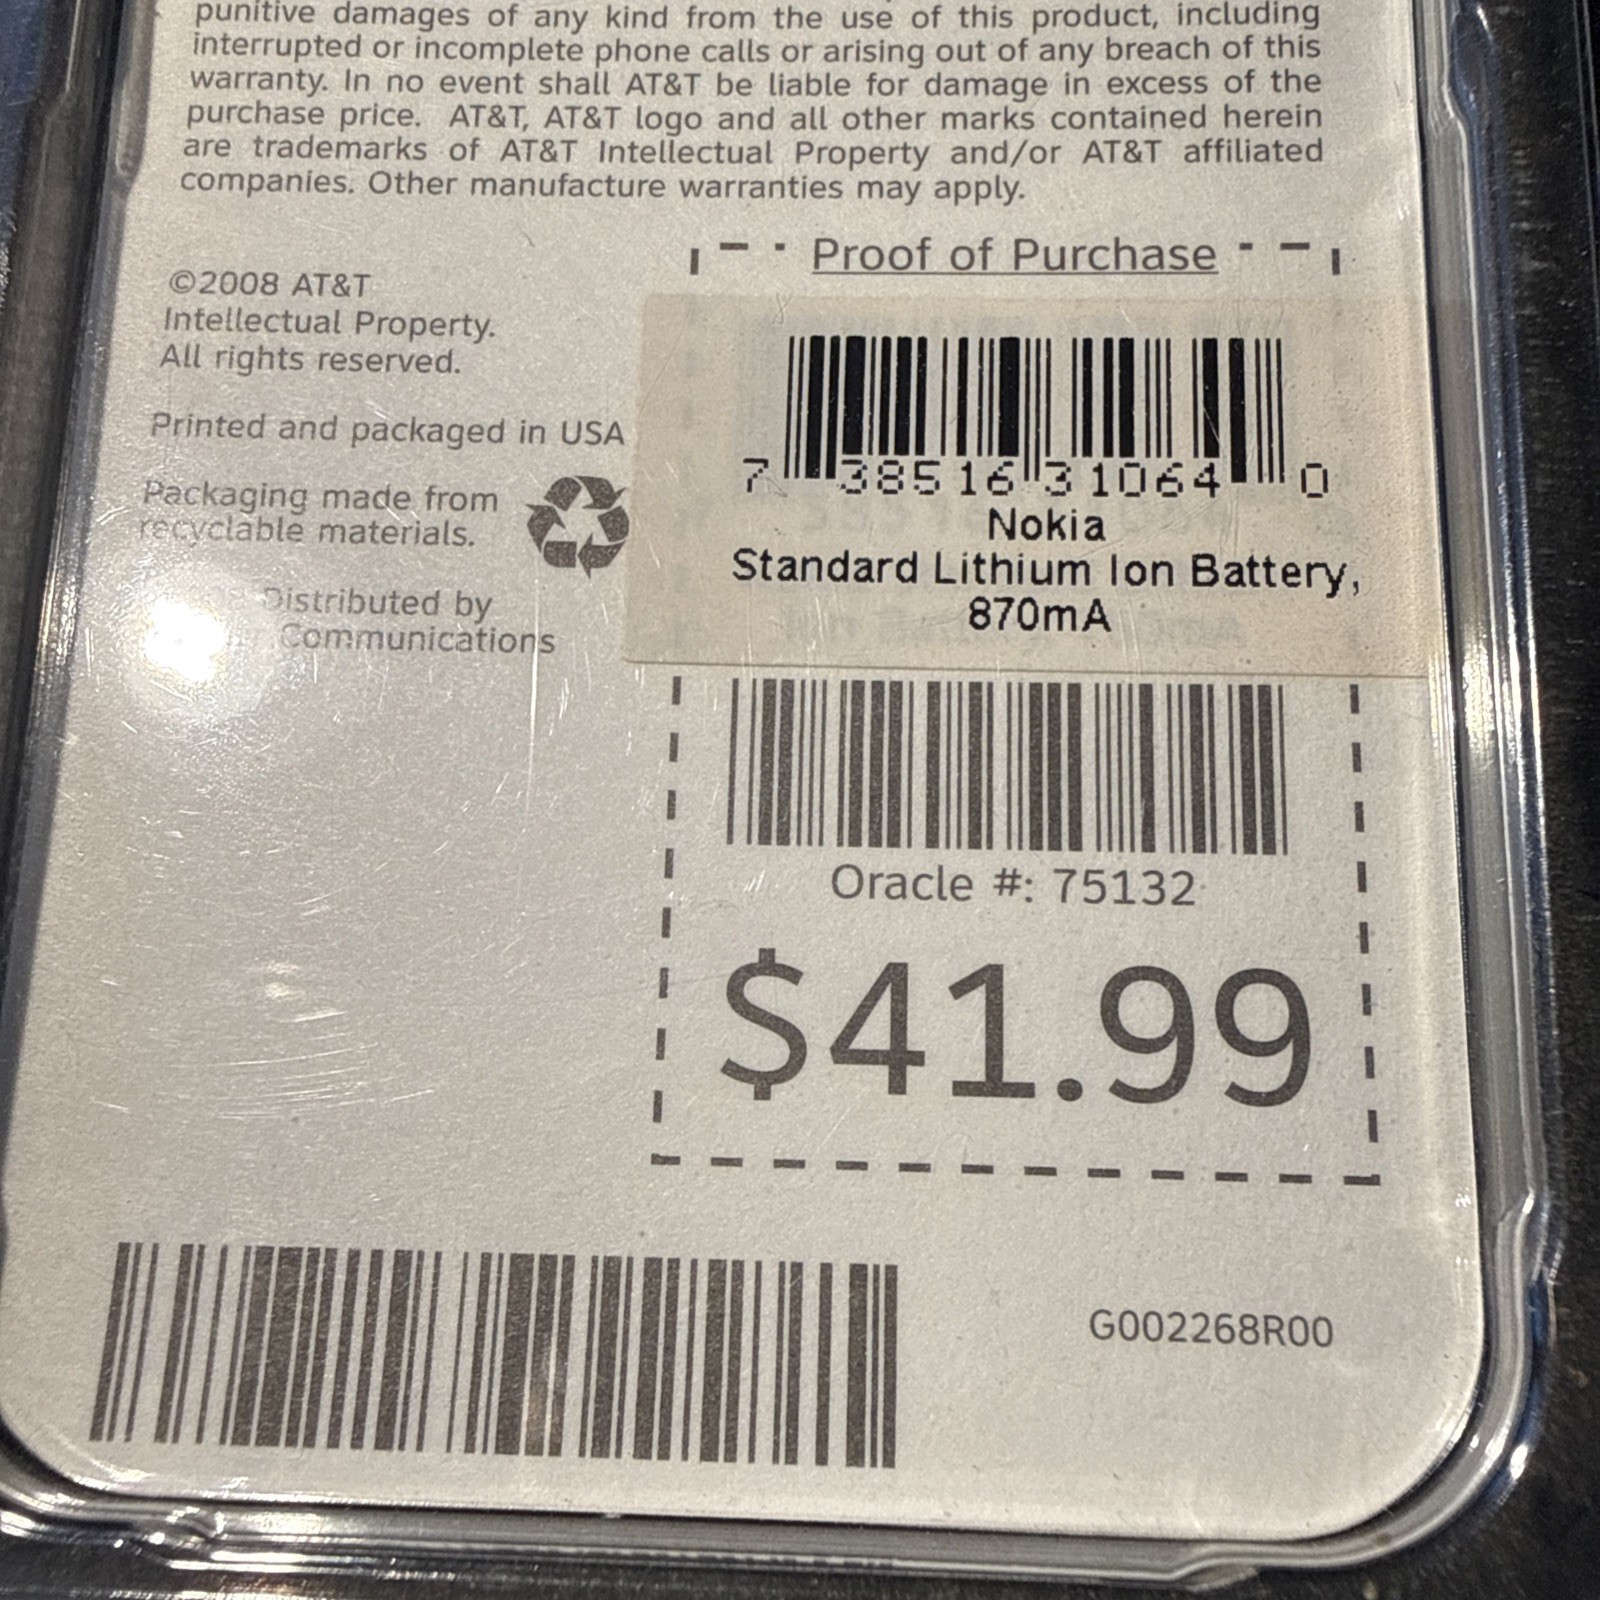 punitive damages of any kind from the use of this product, including
interrupted or incomplete phone calls or arising out of any breach of this
warranty. In no event shall AT&T be liable for damage in excess of the
purchase price. AT&T, AT&T logo and all other marks contained herein
are trademarks of AT&T Intellectual Property and/or AT&T affiliated
companies. Other manufacture warranties may apply.
©2008 AT&T
Intellectual Property.
All rights reserved.
Printed and packaged in USA
Packaging made from
recyclable materials.
Distributed by
Communications
Proof of Purchase
7 38516 31064 0
Nokia
Standard Lithium Ion Battery,
870mA
Oracle #: 75132
$41.99
G002268R00